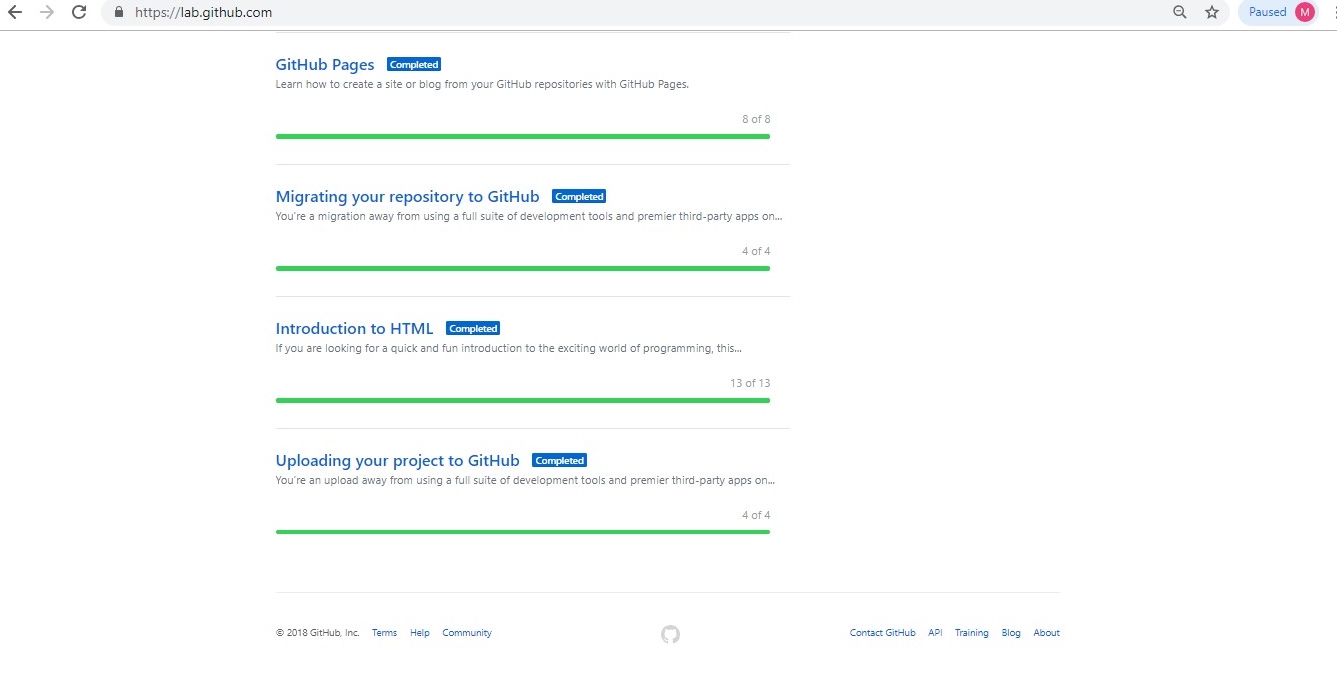 https://lab.github.com
Paused M
GitHub Pages Completed
Learn how to create a site or blog from your GitHub repositories with GitHub Pages.
8 of 8
Migrating your repository to GitHub Completed
You're a migration away from using a full suite of development tools and premier third-party apps on...
4 of 4
Introduction to HTML Completed
If you are looking for a quick and fun introduction to the exciting world of programming, this...
13 of 13
Uploading your project to GitHub Completed
You're an upload away from using a full suite of development tools and premier third-party apps on...
4 of 4
© 2018 GitHub, Inc. Terms Help Community Contact GitHub API Training Blog About